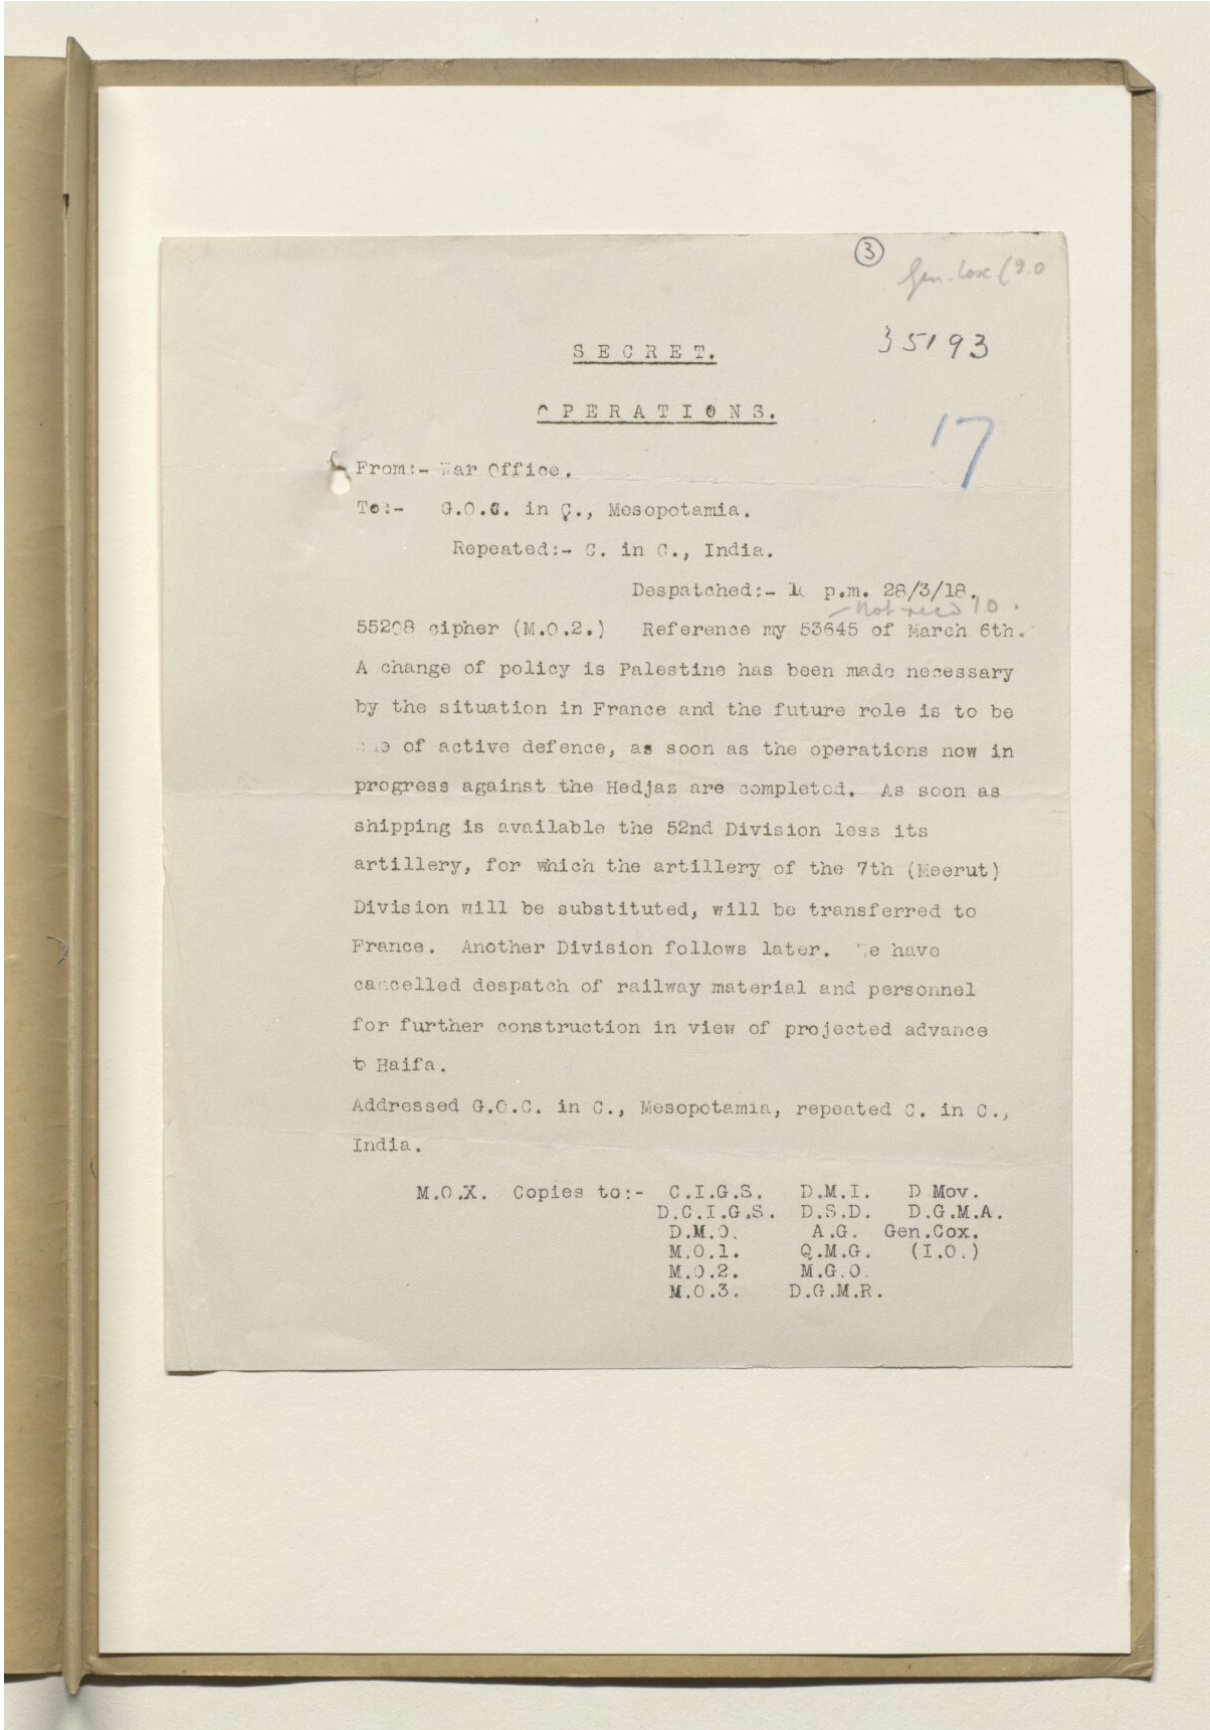 3
Gen. Cox (I.O
35193
SECRET.
OPERATIONS.
17
From:- War Office.
To:- G.O.C. in C., Mesopotamia.
Repeated:- C. in C., India.
Despatched:- p.m. 28/3/18.
Not recd I.O.
55208 cipher (M.O.2.) Reference my 53645 of March 6th.
A change of policy is Palestine has been made necessary
by the situation in France and the future role is to be
one of active defence, as soon as the operations now in
progress against the Hedjaz are completed. As soon as
shipping is available the 52nd Division less its
artillery, for which the artillery of the 7th (Meerut)
Division will be substituted, will be transferred to
France. Another Division follows later. We have
cancelled despatch of railway material and personnel
for further construction in view of projected advance
to Haifa.
Addressed G.O.C. in C., Mesopotamia, repeated C. in C.,
India.
M.O.X. Copies to:- C.I.G.S. D.M.I. D Mov.
D.C.I.G.S. D.S.D. D.G.M.A.
D.M.O. A.G. Gen.Cox.
M.O.1. Q.M.G. (I.O.)
M.O.2. M.G.O.
M.O.3. D.G.M.R.